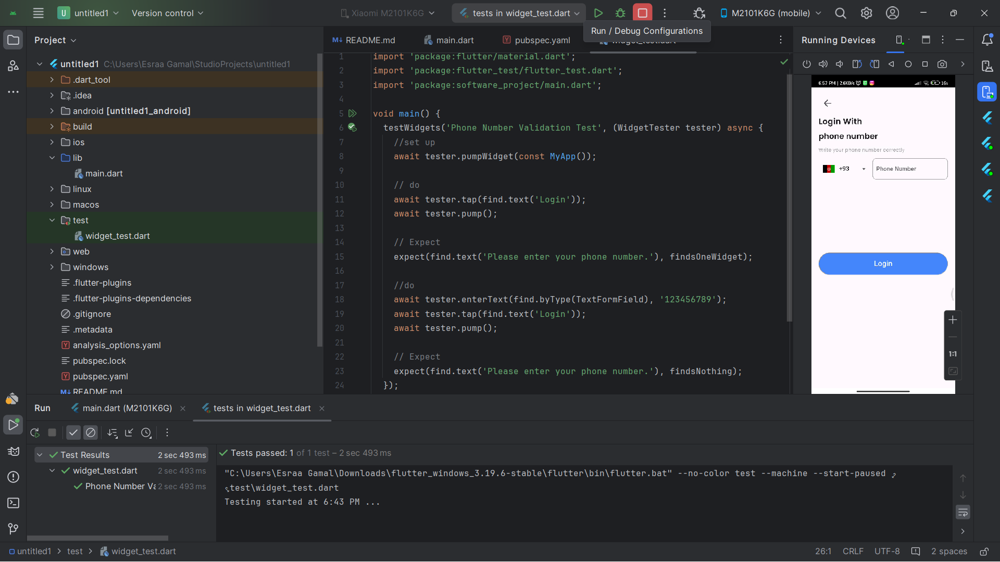 U untitled1 Version control Xiaomi M2101K6G tests in widget_test.dart M2101K6G (mobile)
Run / Debug Configurations
Project
README.md main.dart pubspec.yaml widget_test.dart
Running Devices
untitled1 C:\Users\Esraa Gamal\StudioProjects\untitled1
.dart_tool
.idea
android [untitled1_android]
build
ios
lib
main.dart
linux
macos
test
widget_test.dart
web
windows
.flutter-plugins
.flutter-plugins-dependencies
.gitignore
.metadata
analysis_options.yaml
pubspec.lock
pubspec.yaml
README.md
1 import 'package:flutter/material.dart';
2 import 'package:flutter_test/flutter_test.dart';
3 import 'package:software_project/main.dart';
4
5 void main() {
6 testWidgets('Phone Number Validation Test', (WidgetTester tester) async {
7 //set up
8 await tester.pumpWidget(const MyApp());
9
10 // do
11 await tester.tap(find.text('Login'));
12 await tester.pump();
13
14 // Expect
15 expect(find.text('Please enter your phone number.'), findsOneWidget);
16
17 //do
18 await tester.enterText(find.byType(TextFormField), '123456789');
19 await tester.tap(find.text('Login'));
20 await tester.pump();
21
22 // Expect
23 expect(find.text('Please enter your phone number.'), findsNothing);
24 });
6:57 PM | 2.6KB/s
Login With
phone number
Write your phone number correctly
+93 Phone Number
Login
1:1
Run main.dart (M2101K6G) tests in widget_test.dart
Test Results 2 sec 493 ms
widget_test.dart 2 sec 493 ms
Phone Number Va 2 sec 493 ms
Tests passed: 1 of 1 test – 2 sec 493 ms
"C:\Users\Esraa Gamal\Downloads\flutter_windows_3.19.6-stable\flutter\bin\flutter.bat" --no-color test --machine --start-paused
test\widget_test.dart
Testing started at 6:43 PM ...
untitled1 > test > widget_test.dart
26:1 CRLF UTF-8 2 spaces